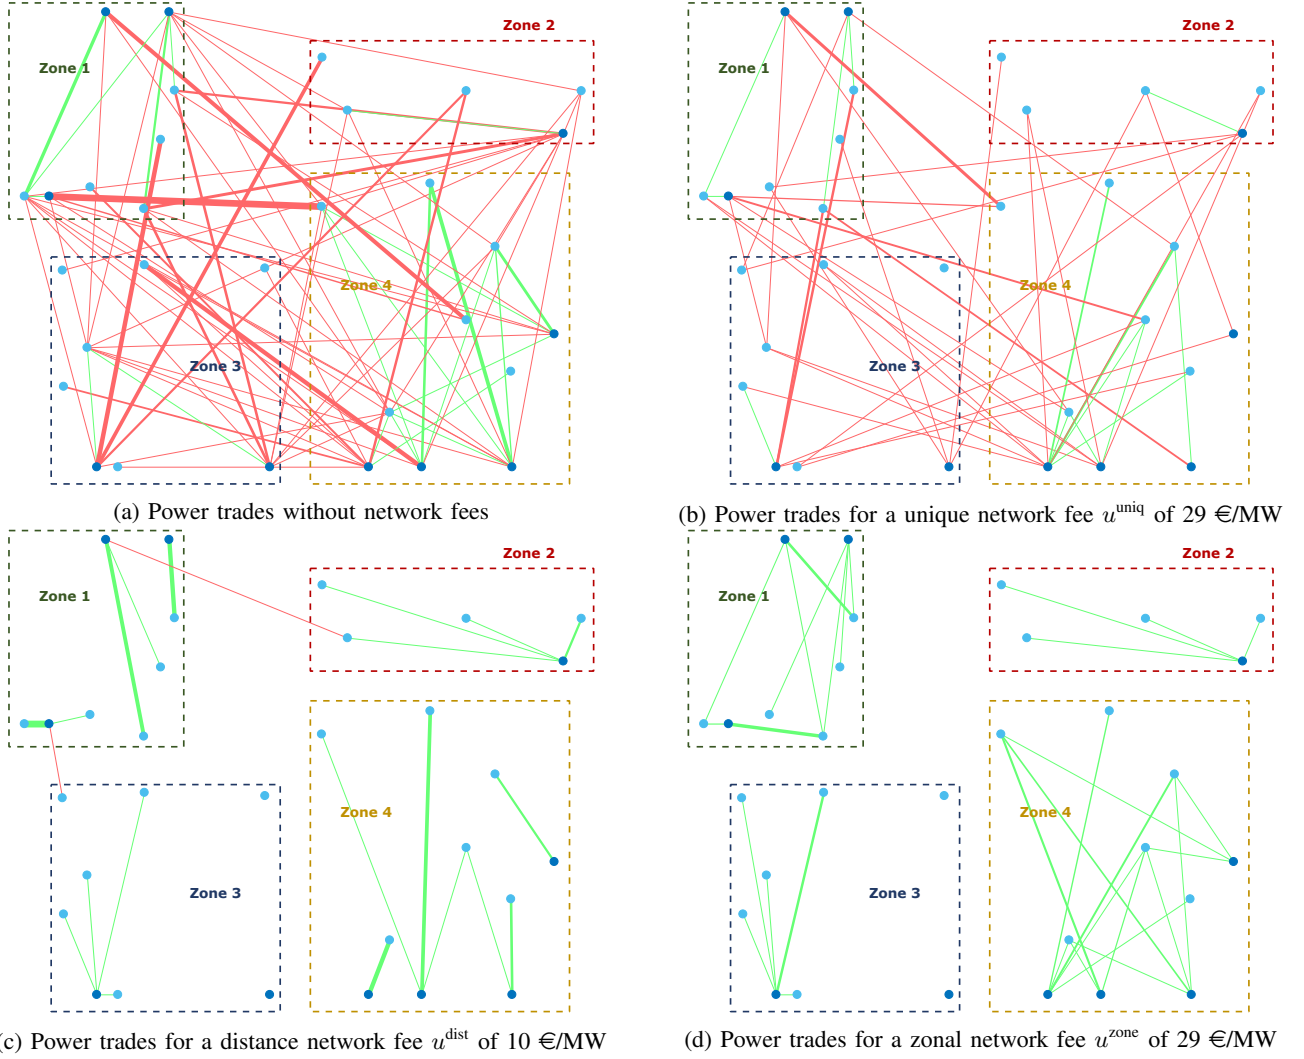 Zone 1
Zone 2
Zone 3
Zone 4
(a) Power trades without network fees
Zone 1
Zone 2
Zone 3
Zone 4
(b) Power trades for a unique network fee u^uniq of 29 €/MW
Zone 1
Zone 2
Zone 3
Zone 4
(c) Power trades for a distance network fee u^dist of 10 €/MW
Zone 1
Zone 2
Zone 3
Zone 4
(d) Power trades for a zonal network fee u^zone of 29 €/MW